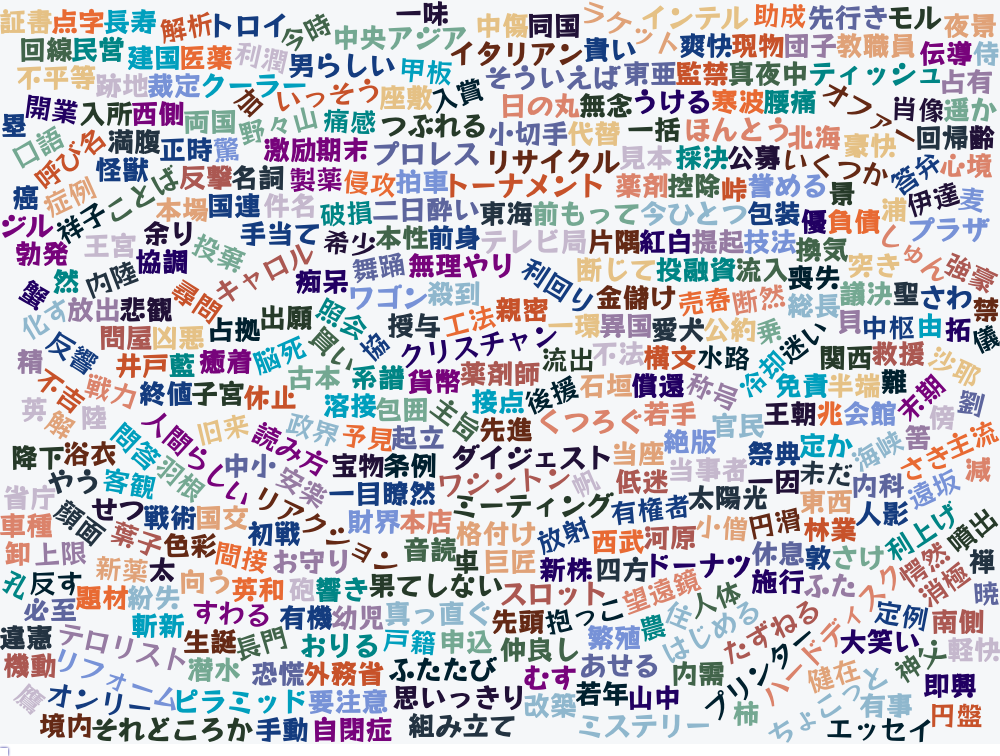 証書 点字 長寿 解析 トロイ 今時 一味 中傷 同国 ラケット インテル 助成 先行き モル 夜景
回線 民営 建国 医薬 利潤 男らしい 中央アジア イタリアン 貴い 爽快 現物 団子 教職員 伝導 侍
不平等 跡地 裁定 クーラー 甲板 そういえば 東亜 監禁 真夜中 ティッシュ 占有
塁 開業 入所 西側 両国 吉 いっそう 座敷 入賞 日の丸 無念 うける 寒波 腰痛 オファー 肖像 遥か
口語 呼び名 満腹 正時 驚 野々山 痛感 つぶれる 小切手 代替 一括 ほんとう 北海 豪快 回帰 齢
怪獣 激励 期末 プロレス リサイクル 見本 採決 公募 いくつか 答弁 心境
癌 症例 ことば 反撃 名詞 製薬 侵攻 拍車 トーナメント 薬剤 控除 峠 誉める 景 伊達 麦
ジル 祥子 本場 国連 件名 破損 二日酔い 東海 前もって 今ひとつ 包装 優 負債 浦 プラザ
勃発 王宮 余り 投棄 手当て 希少 本性 前身 テレビ局 片隅 紅白 提起 技法 換気 しゅん 強豪
蟹 然 内陸 協調 キャロル 痴呆 舞踊 無理やり 利回り 断じて 投融資 流入 喪失 突き 禁
化す 放出 悲観 尋問 ワゴン 殺到 金儲け 売春 断然 総長 議決 聖 さわ 儀
反響 問屋 凶悪 占拠 出願 照会 賢い 協 授与 工法 親密 クリスチャン 一環 異国 愛犬 公約 乗 迷い 貝 中枢 由 拓
精 不吉 井戸 藍 癒着 脳死 古本 系譜 貨幣 薬剤師 流出 不法 構文 水路 冷却 関西 救援 沙耶
英 解 陸 戦力 終値 子宮 休止 溶接 包囲 主旨 接点 後援 石垣 償還 称号 免責 半端 難 未期 劉
人間らしい 旧来 読み方 政界 予見 起立 先進 くつろぐ 若手 官民 王朝 兆 会館 傍
降下 浴衣 問答 羽根 中小 安楽 宝物 条例 ダイジェスト 当座 絶版 祭典 定か 海峡 筈 さき 主流
やう 客観 リアクション 一目瞭然 ワシントン 帆 低迷 当事者 一因 未だ 内科 遠坂 減
省庁 顔面 せつ 戦術 国文 財界 本店 ミーティング 有権者 太陽光 東西 人影
車種 葉子 色彩 初戦 間接 お守り 音読 格付け 放射 西武 河原 小僧 円滑 林業 利上げ 噴出
卸 上限 新薬 太 向う 英和 砲 響き 果てしない 卓 巨匠 新株 四方 ドーナツ 休息 敦 さけ 愕然 消極 禅
孔 反す 題材 紛失 スロット 望遠鏡 施行 ふた ハードディスク 暁
必至 斬新 すわる 有機 幼児 真っ直ぐ 先頭 抱っこ 農 住 人体 定例 南側
違憲 テロリスト 生誕 長門 おりる 戸籍 申込 仲良し 繁殖 はじめる たずねる 大笑い 神父 軽快
機動 リフォーム 潜水 恐慌 外務省 ふたたび むす あせる 内需 プリンター 健在
鷹 オンリー ピラミッド 要注意 思いっきり 改築 若年 山中 柿 ちょこっと 有事 即興
境内 それどころか 手動 自閉症 組み立て ミステリー エッセイ 円盤